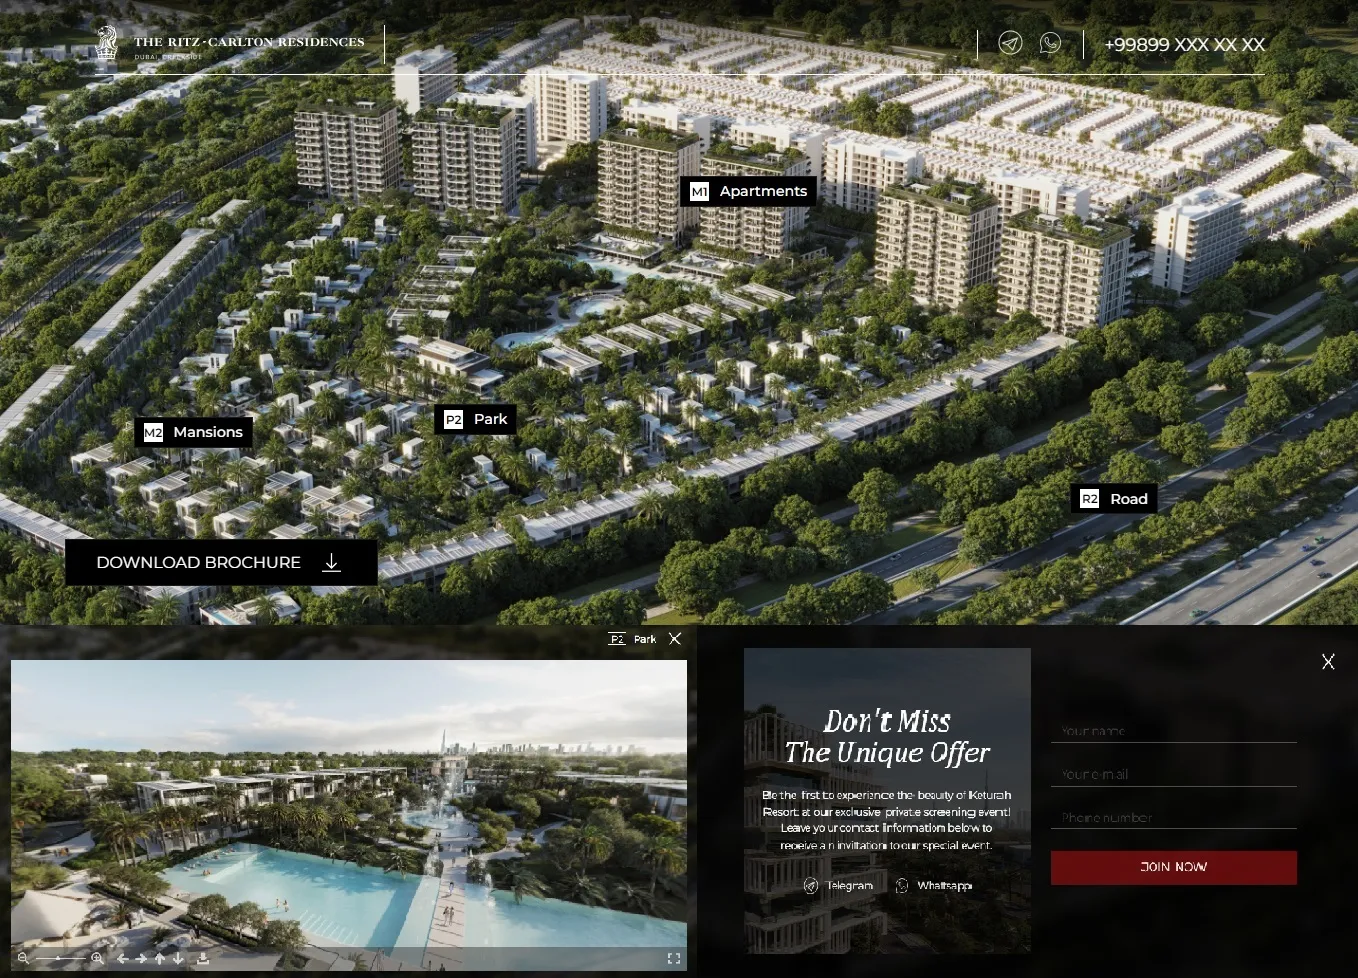 THE RITZ-CARLTON RESIDENCES
DUBAI, CREEKSIDE
+99899 XXX XX XX
M1 Apartments
P2 Park
M2 Mansions
R2 Road
DOWNLOAD BROCHURE
P2 Park
X
Don't Miss
The Unique Offer
Be the first to experience the beauty of Keturah
Resort at our exclusive private screening event!
Leave your contact information below to
receive an invitation to our special event.
Telegram Whatsapp
Your name
Your e-mail
Phone number
JOIN NOW